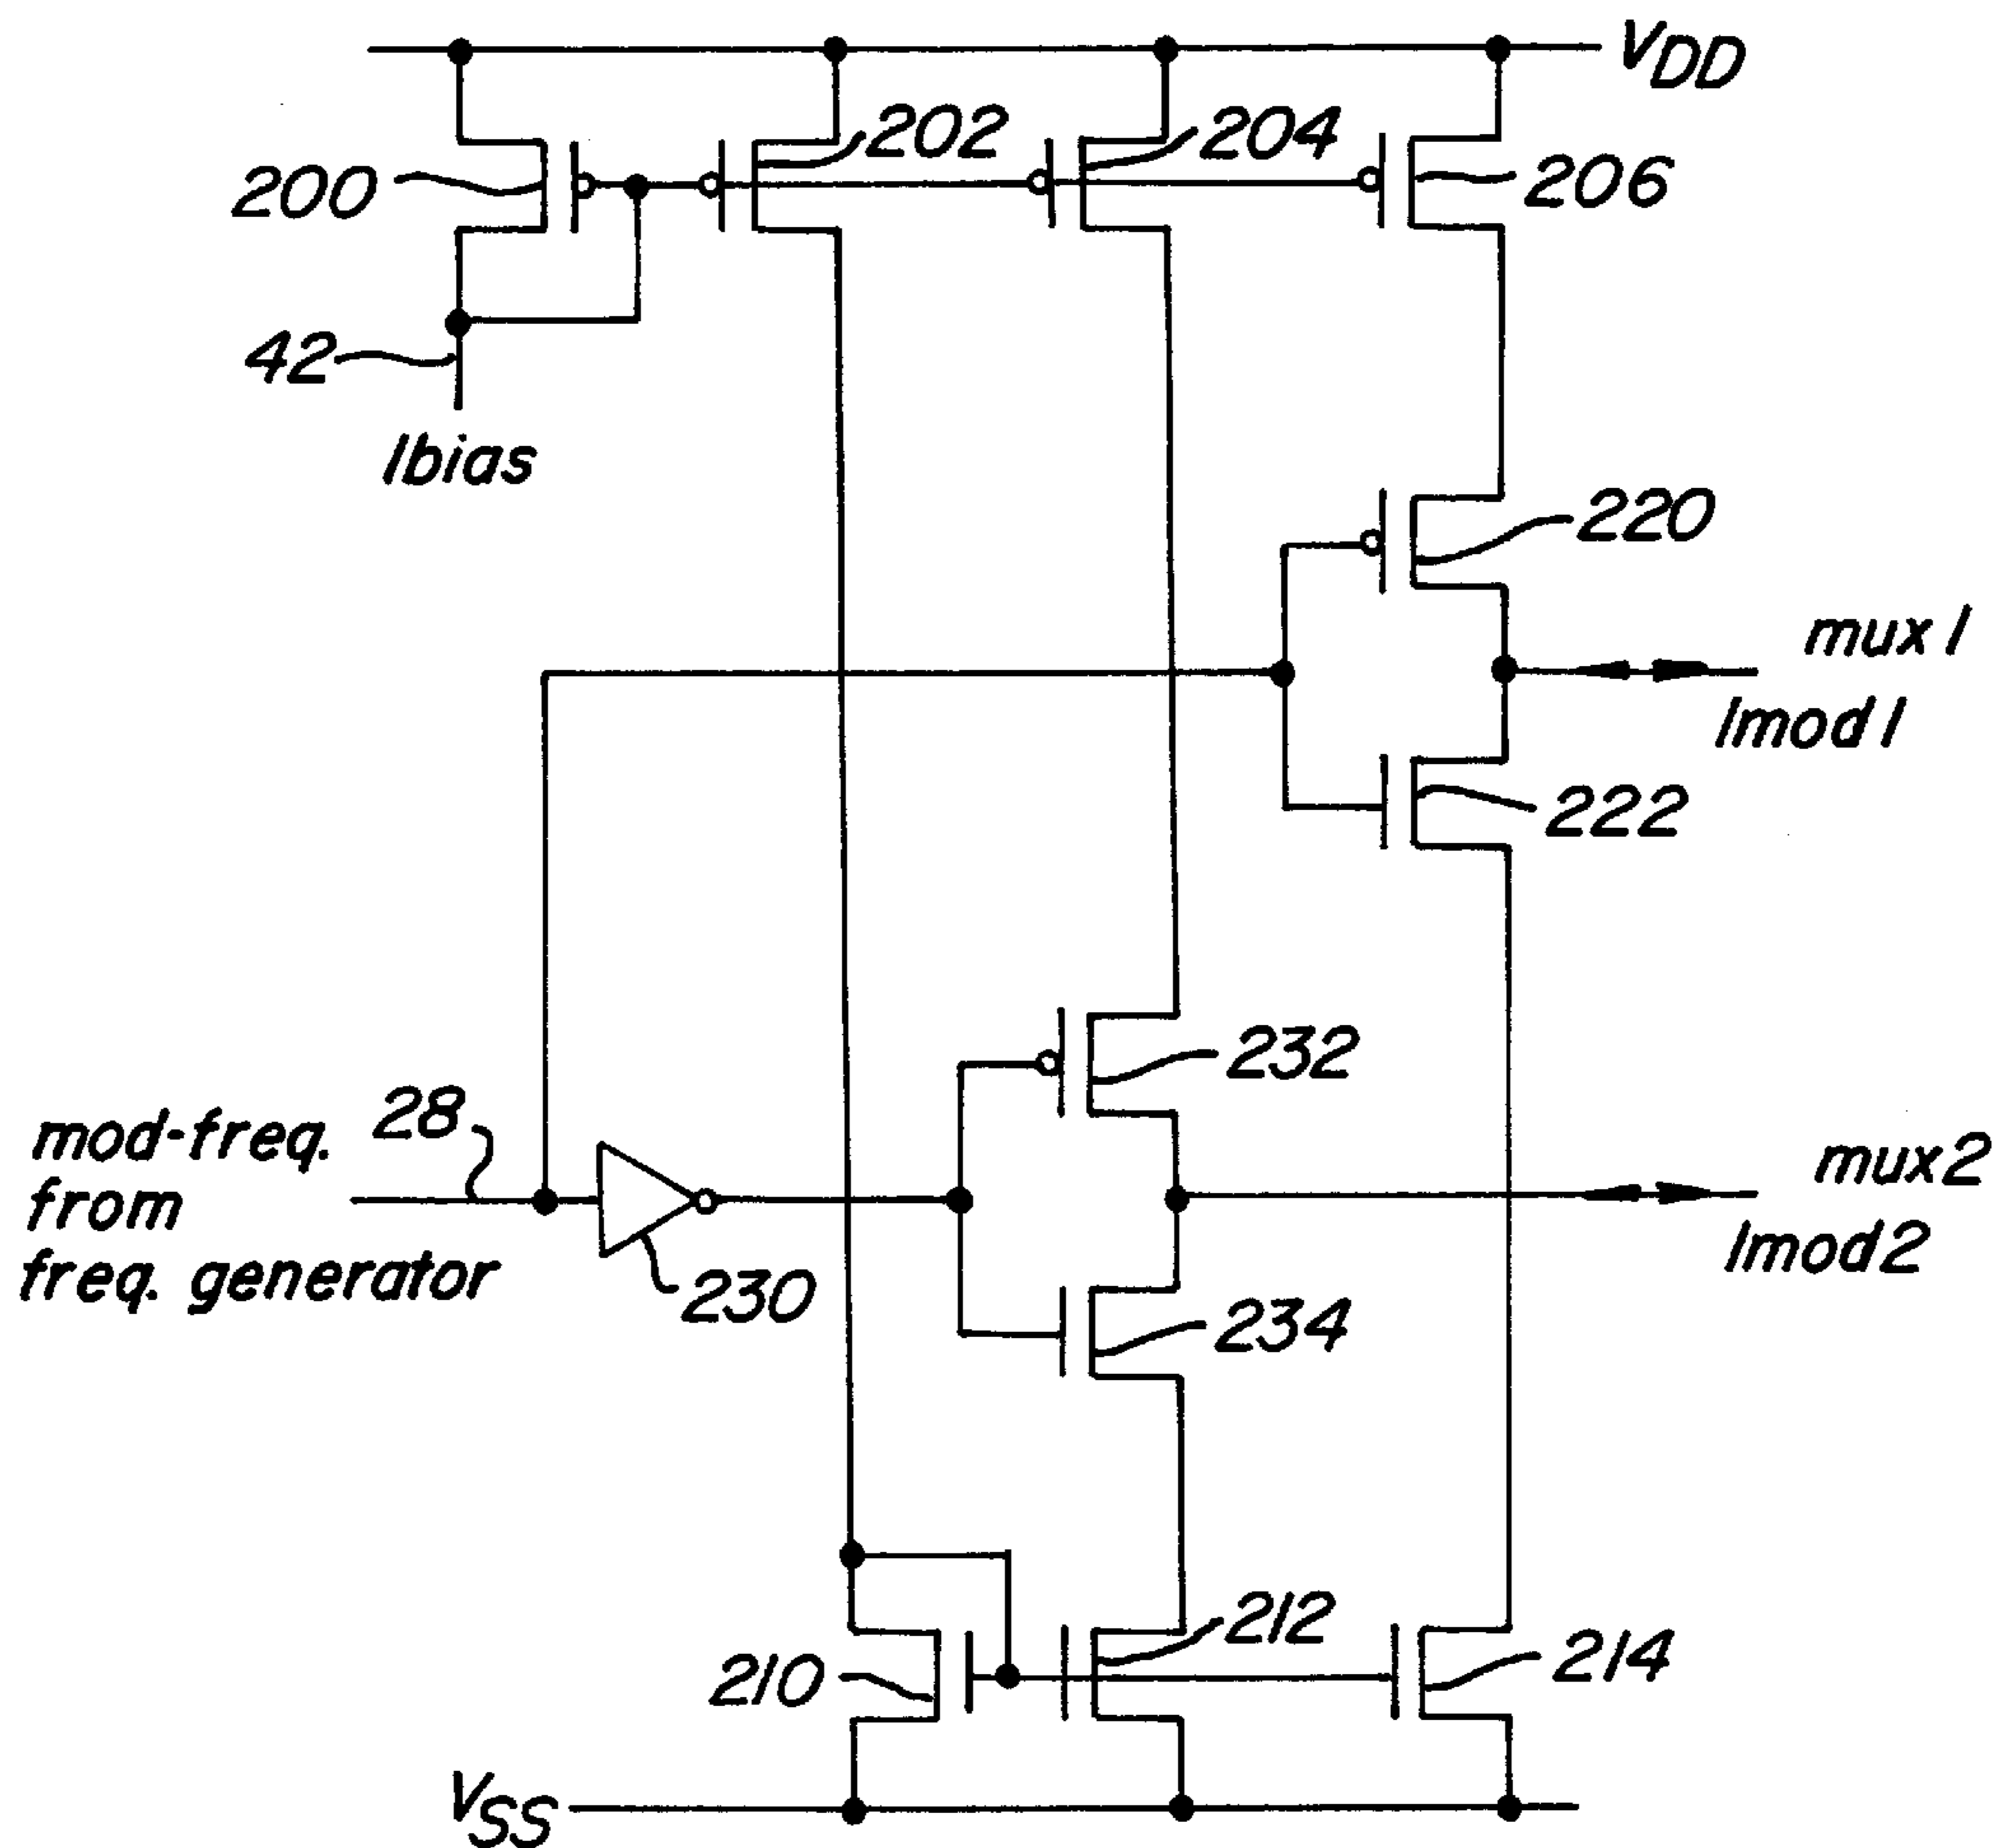 VDD
200
202
204
206
42
Ibias
220
mux1
Imod1
222
232
mod-freq.
from
freq. generator
28
230
mux2
Imod2
234
210
212
214
VSS